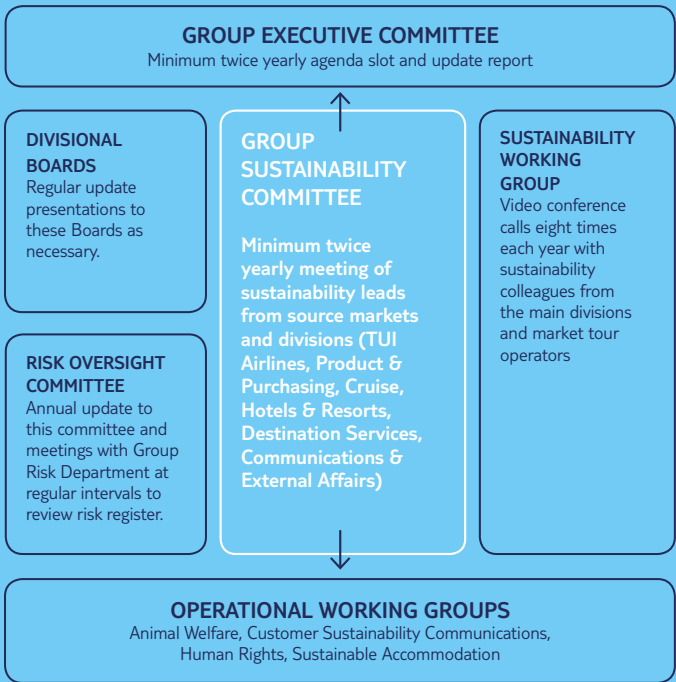 GROUP EXECUTIVE COMMITTEE
Minimum twice yearly agenda slot and update report
DIVISIONAL
BOARDS
Regular update
presentations to
these Boards as
necessary.
RISK OVERSIGHT
COMMITTEE
Annual update to
this committee and
meetings with Group
Risk Department at
regular intervals to
review risk register.
GROUP
SUSTAINABILITY
COMMITTEE
Minimum twice
yearly meeting of
sustainability leads
from source markets
and divisions (TUI
Airlines, Product &
Purchasing, Cruise,
Hotels & Resorts,
Destination Services,
Communications &
External Affairs)
SUSTAINABILITY
WORKING
GROUP
Video conference
calls eight times
each year with
sustainability
colleagues from
the main divisions
and market tour
operators
OPERATIONAL WORKING GROUPS
Animal Welfare, Customer Sustainability Communications,
Human Rights, Sustainable Accommodation